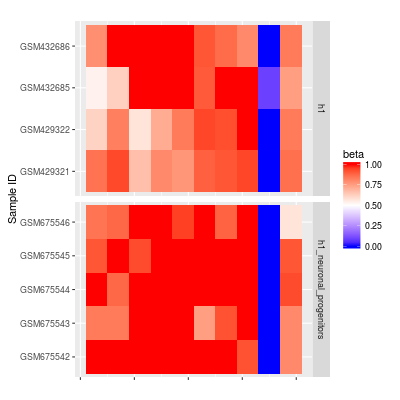 Sample ID
GSM432686
GSM432685
GSM429322
GSM429321
h1
GSM675546
GSM675545
GSM675544
GSM675543
GSM675542
h1_neuronal_progenitors
beta
1.00
0.75
0.50
0.25
0.00